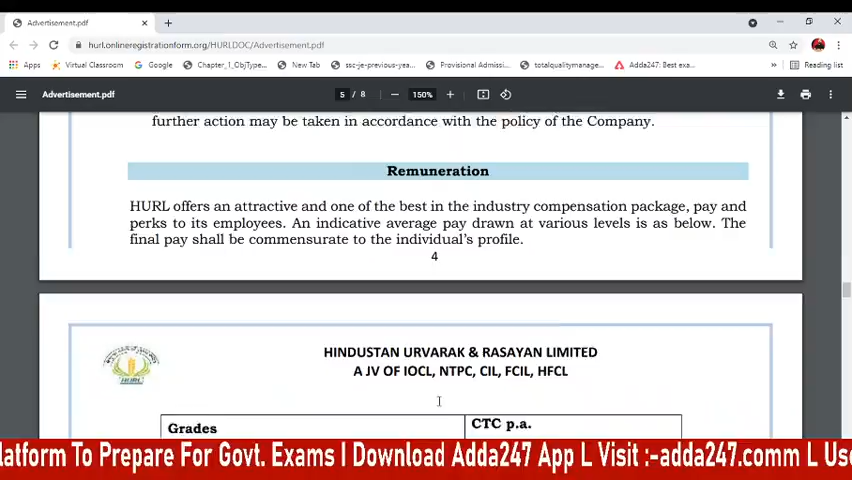 Advertisement.pdf
hurl.onlineregistrationform.org/HURLDOC/Advertisement.pdf
Apps Virtual Classroom Google Chapter_1_ObjType... New Tab ssc-je-previous-yea... Provisional Admissi... totalqualitymanage... Adda247: Best exa... » Reading list
Advertisement.pdf 5 / 8 150%
further action may be taken in accordance with the policy of the Company.
Remuneration
HURL offers an attractive and one of the best in the industry compensation package, pay and
perks to its employees. An indicative average pay drawn at various levels is as below. The
final pay shall be commensurate to the individual's profile.
4
HINDUSTAN URVARAK & RASAYAN LIMITED
A JV OF IOCL, NTPC, CIL, FCIL, HFCL
HURL
Grades CTC p.a.
latform To Prepare For Govt. Exams I Download Adda247 App L Visit :-adda247.comm L Use